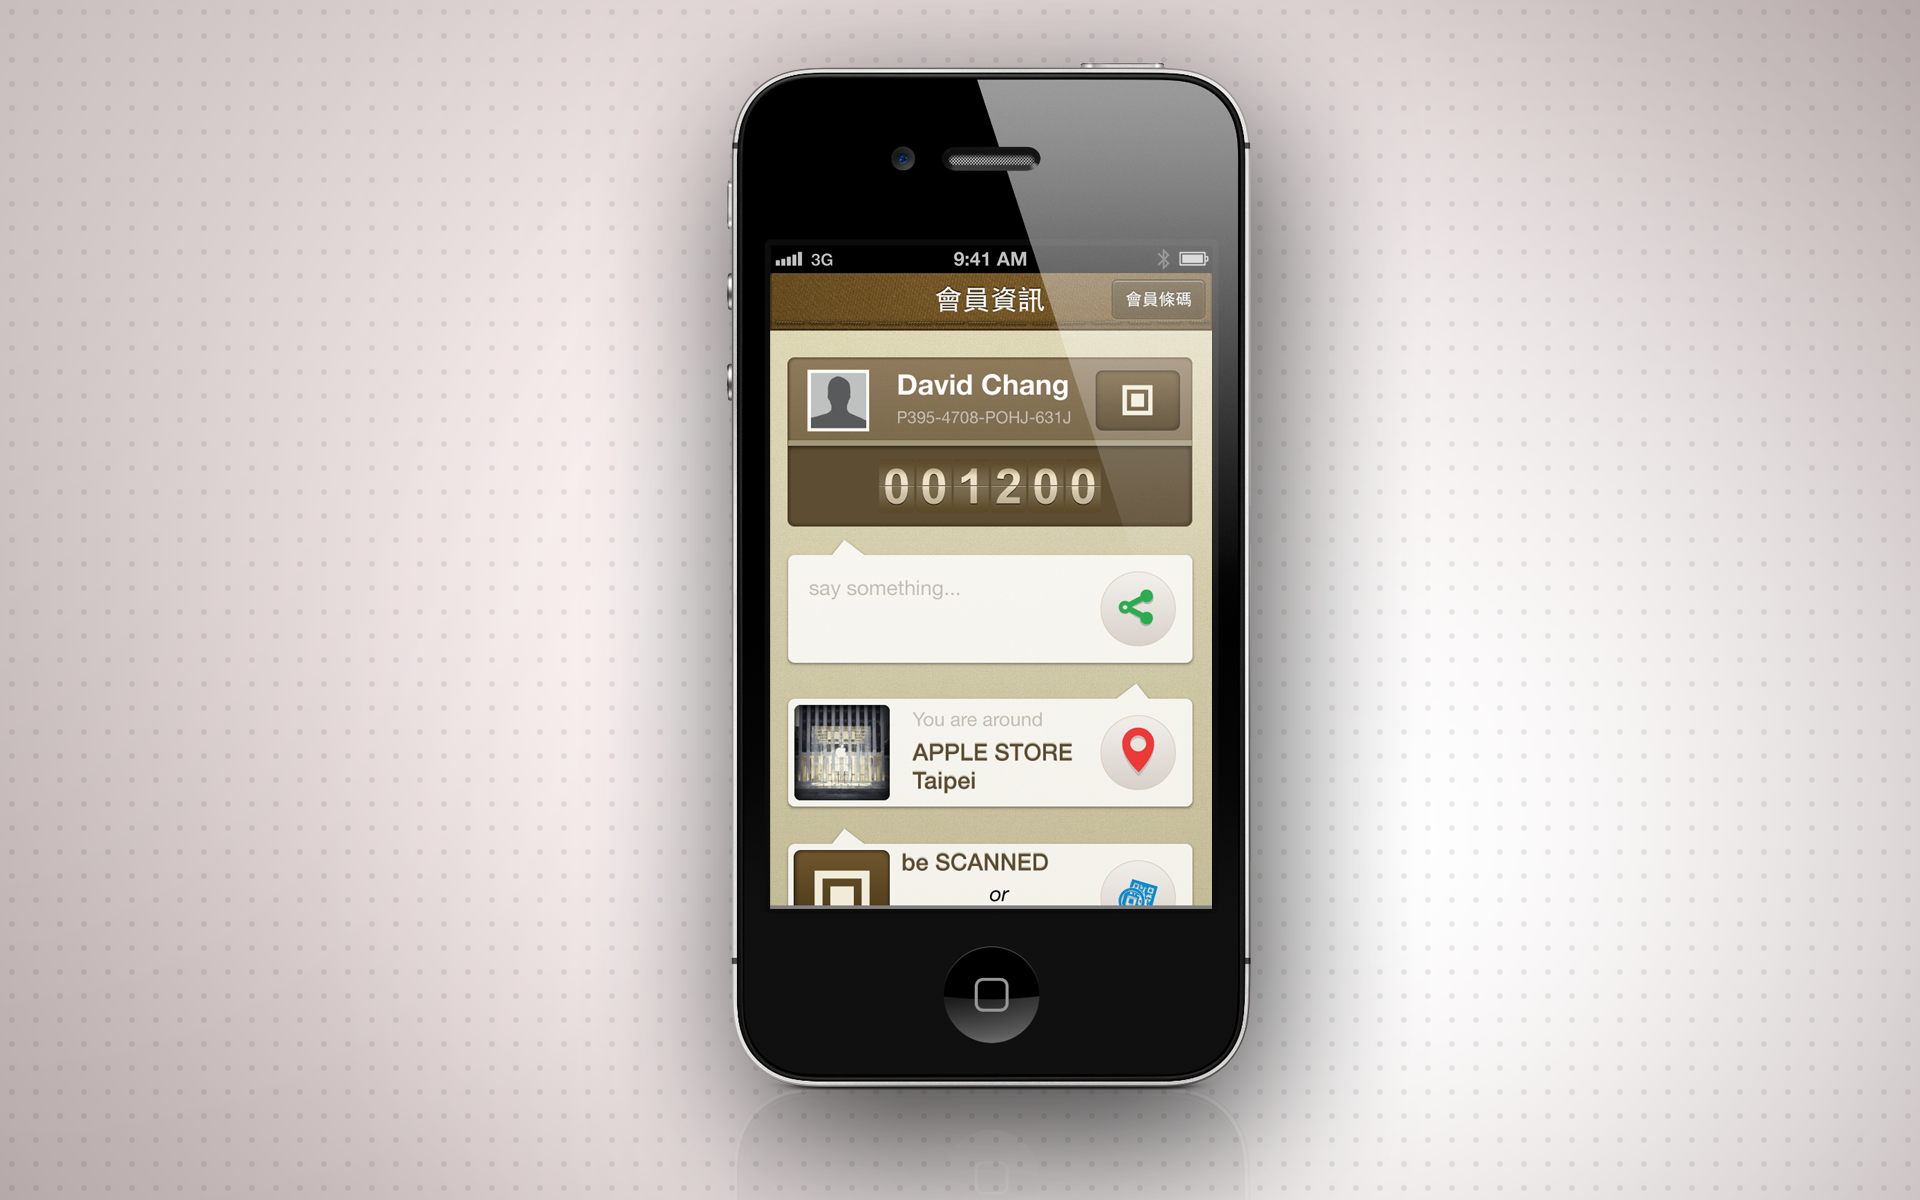 3G
9:41 AM
會員資訊
會員條碼
David Chang
P395-4708-POHJ-631J
001200
say something...
You are around
APPLE STORE
Taipei
be SCANNED
or